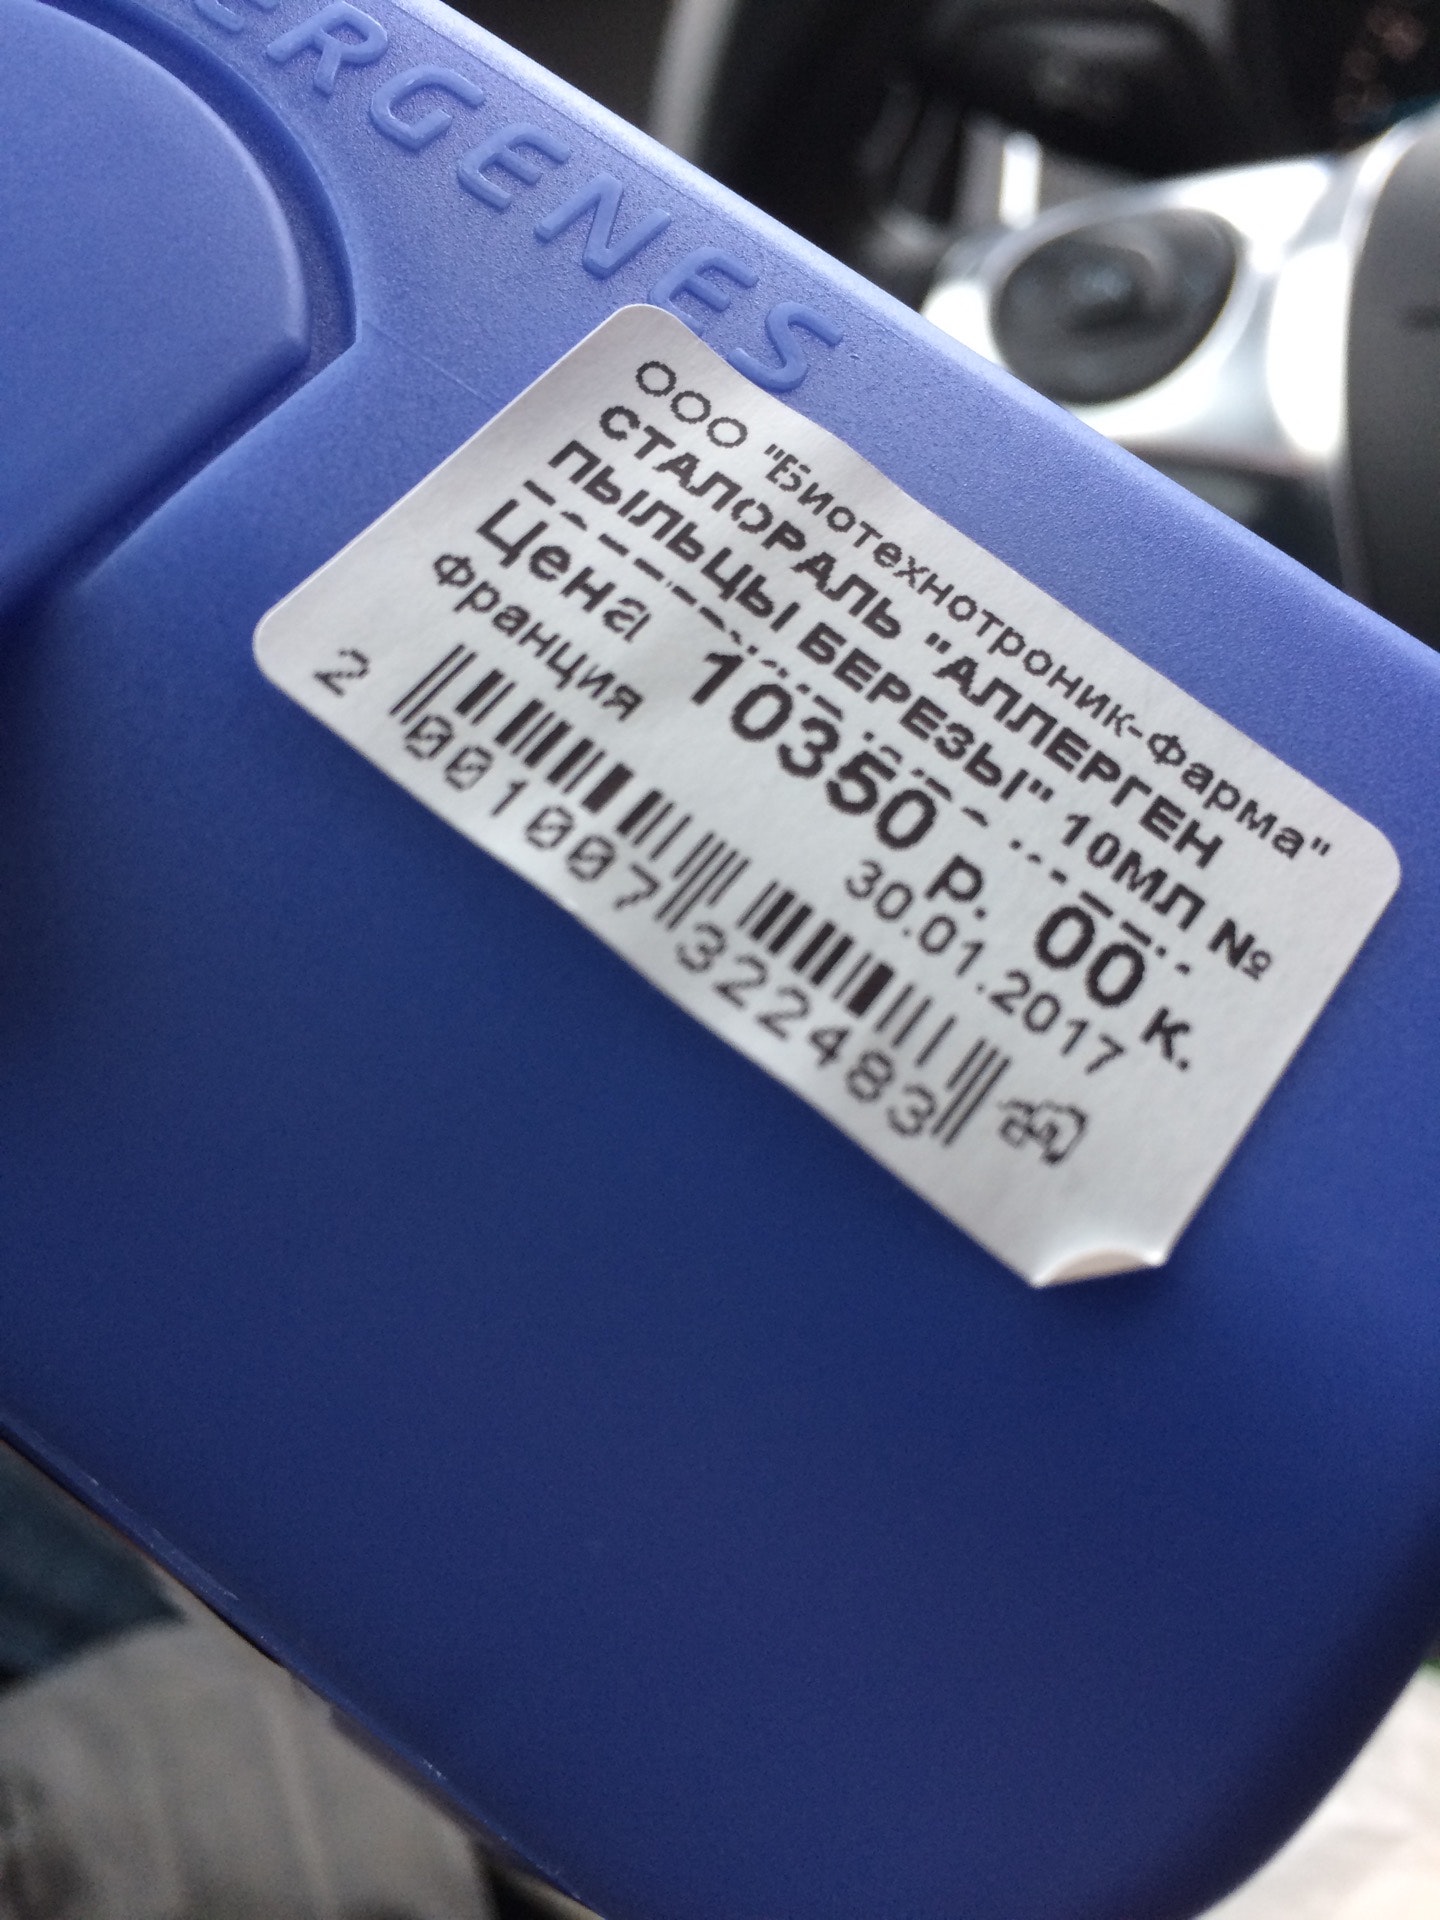 ERGENES
ООО "Биотехнотроник-Фарма"
СТАЛОРАЛЬ "АЛЛЕРГЕН
ПЫЛЬЦЫ БЕРЕЗЫ" 10МЛ №
Цена 10350 Р. 00 К.
Франция 30.01.2017
2 001007 322483